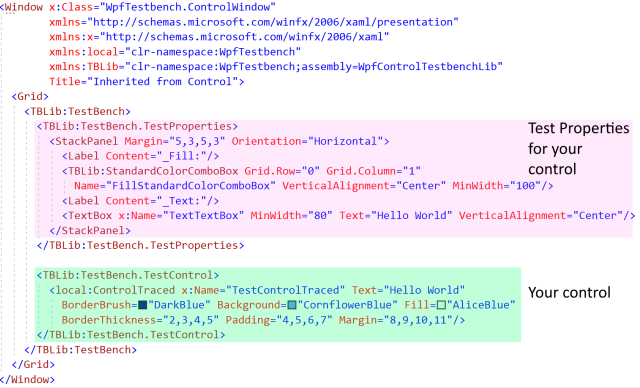 <Window x:Class="WpfTestbench.ControlWindow"
xmlns="http://schemas.microsoft.com/winfx/2006/xaml/presentation"
xmlns:x="http://schemas.microsoft.com/winfx/2006/xaml"
xmlns:local="clr-namespace:WpfTestbench"
xmlns:TBLib="clr-namespace:WpfTestbench;assembly=WpfControlTestbenchLib"
Title="Inherited from Control">
<Grid>
<TBLib:TestBench>
<TBLib:TestBench.TestProperties>
<StackPanel Margin="5,3,5,3" Orientation="Horizontal">
<Label Content="_Fill:"/>
<TBLib:StandardColorComboBox Grid.Row="0" Grid.Column="1"
Name="FillStandardColorComboBox" VerticalAlignment="Center" MinWidth="100"/>
<Label Content="_Text:"/>
<TextBox x:Name="TextTextBox" MinWidth="80" Text="Hello World" VerticalAlignment="Center"/>
</StackPanel>
</TBLib:TestBench.TestProperties>
Test Properties
for your
control
<TBLib:TestBench.TestControl>
<local:ControlTraced x:Name="TestControlTraced" Text="Hello World"
BorderBrush="DarkBlue" Background="CornflowerBlue" Fill="AliceBlue"
BorderThickness="2,3,4,5" Padding="4,5,6,7" Margin="8,9,10,11"/>
</TBLib:TestBench.TestControl>
Your control
</TBLib:TestBench>
</Grid>
</Window>